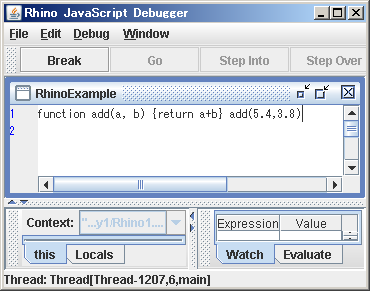 Rhino JavaScript Debugger
File Edit Debug Window
Break Go Step Into Step Over
RhinoExample
1 function add(a, b) {return a+b} add(5.4,3.8)
2
Context: "...y1/Rhino1.... Expression Value
this Locals Watch Evaluate
Thread: Thread[Thread-1207,6,main]